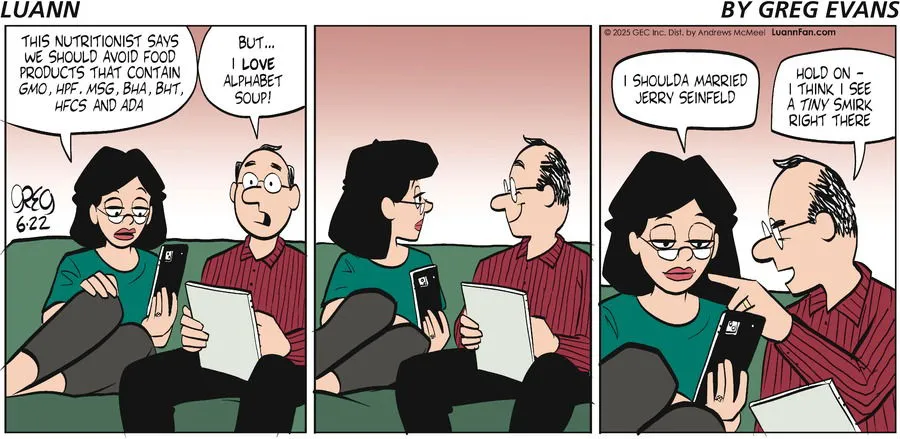 LUANN
BY GREG EVANS
© 2025 GEC Inc. Dist. by Andrews McMeel LuannFan.com
THIS NUTRITIONIST SAYS
WE SHOULD AVOID FOOD
PRODUCTS THAT CONTAIN
GMO, HPF. MSG, BHA, BHT,
HFCS AND ADA
BUT...
I LOVE
ALPHABET
SOUP!
GREG
6·22
I SHOULDA MARRIED
JERRY SEINFELD
HOLD ON –
I THINK I SEE
A TINY SMIRK
RIGHT THERE